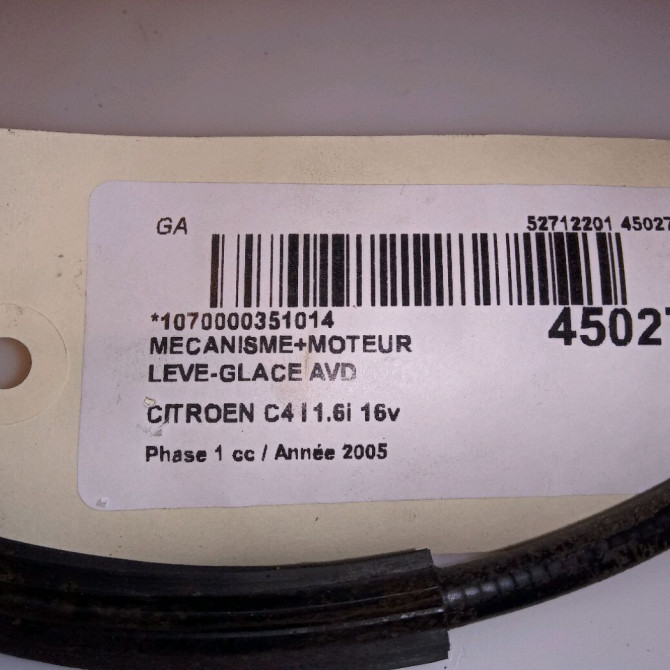 GA
52712201 45027
*1070000351014
45027
MECANISME+MOTEUR
LEVE-GLACE AVD
CITROEN C4 I 1.6i 16v
Phase 1 cc / Année 2005